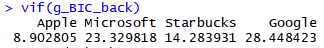 > vif(g_BIC_back)
    Apple Microsoft Starbucks    Google
 8.902805 23.329818 14.283931 28.448423